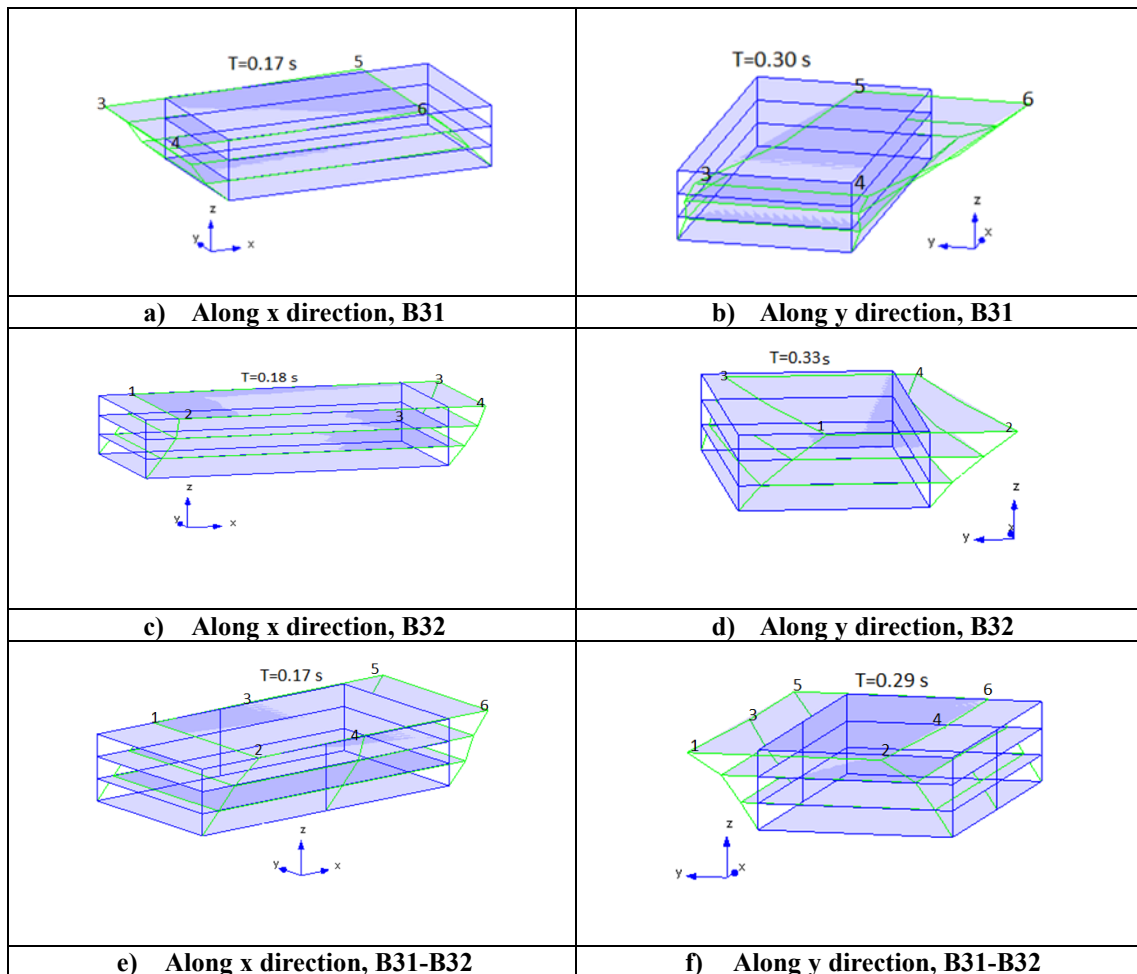 T=0.17 s
5
3
6
4
z
y
x
a) Along x direction, B31
T=0.30 s
5
6
3
4
z
x
y
b) Along y direction, B31
T=0.18 s
1
3
4
2
3
z
y
x
c) Along x direction, B32
T=0.33 s
3
4
1
2
z
x
y
d) Along y direction, B32
T=0.17 s
5
3
1
6
4
2
z
y
x
e) Along x direction, B31-B32
T=0.29 s
5
6
3
4
1
2
z
y
x
f) Along y direction, B31-B32